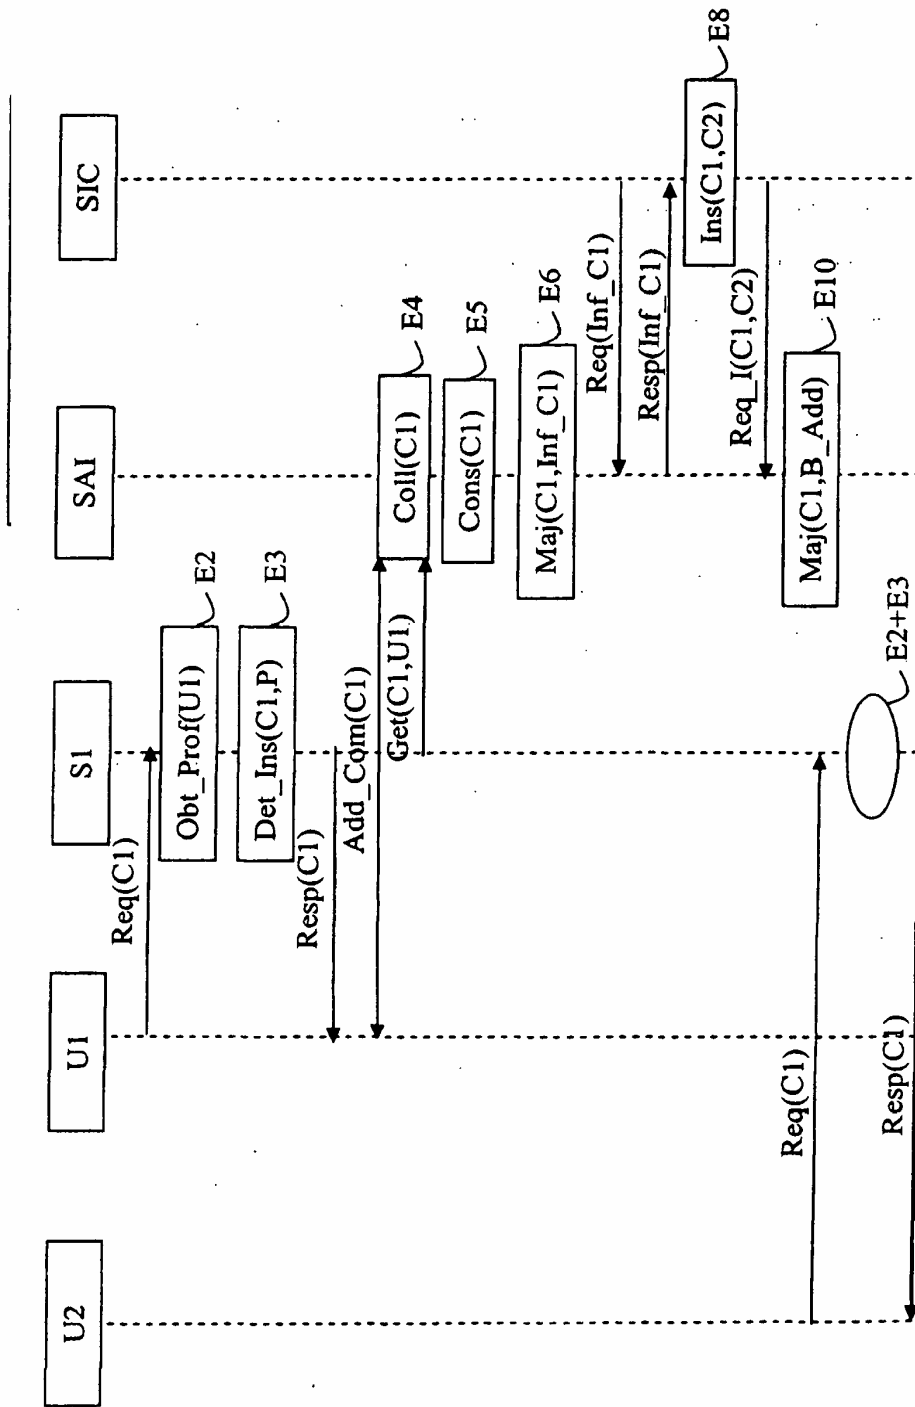 U2
U1
S1
SAI
SIC
Req(C1)
Obt_Prof(U1)
E2
Det_Ins(C1,P)
E3
Resp(C1)
Add_Com(C1)
Get(C1,U1)
Coll(C1)
E4
Cons(C1)
E5
Maj(C1,Inf_C1)
E6
Req(Inf_C1)
Resp(Inf_C1)
Ins(C1,C2)
E8
Req_I(C1,C2)
Maj(C1,B_Add)
E10
Req(C1)
E2+E3
Resp(C1)